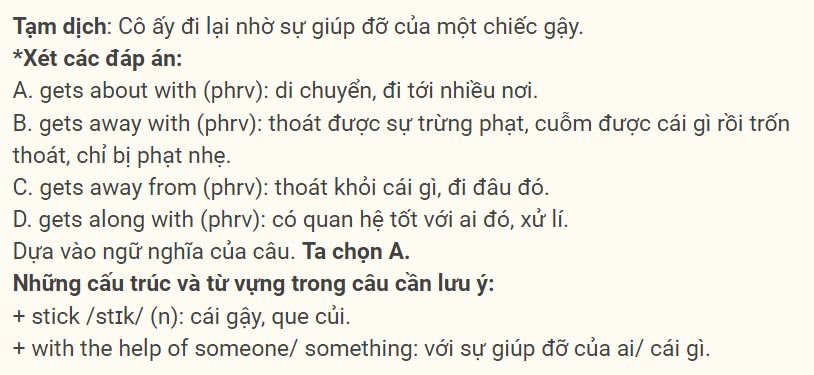 Tạm dịch: Cô ấy đi lại nhờ sự giúp đỡ của một chiếc gậy.
*Xét các đáp án:
A. gets about with (phrv): di chuyển, đi tới nhiều nơi.
B. gets away with (phrv): thoát được sự trừng phạt, cuỗm được cái gì rồi trốn
thoát, chỉ bị phạt nhẹ.
C. gets away from (phrv): thoát khỏi cái gì, đi đâu đó.
D. gets along with (phrv): có quan hệ tốt với ai đó, xử lí.
Dựa vào ngữ nghĩa của câu. Ta chọn A.
Những cấu trúc và từ vựng trong câu cần lưu ý:
+ stick /stɪk/ (n): cái gậy, que củi.
+ with the help of someone/ something: với sự giúp đỡ của ai/ cái gì.